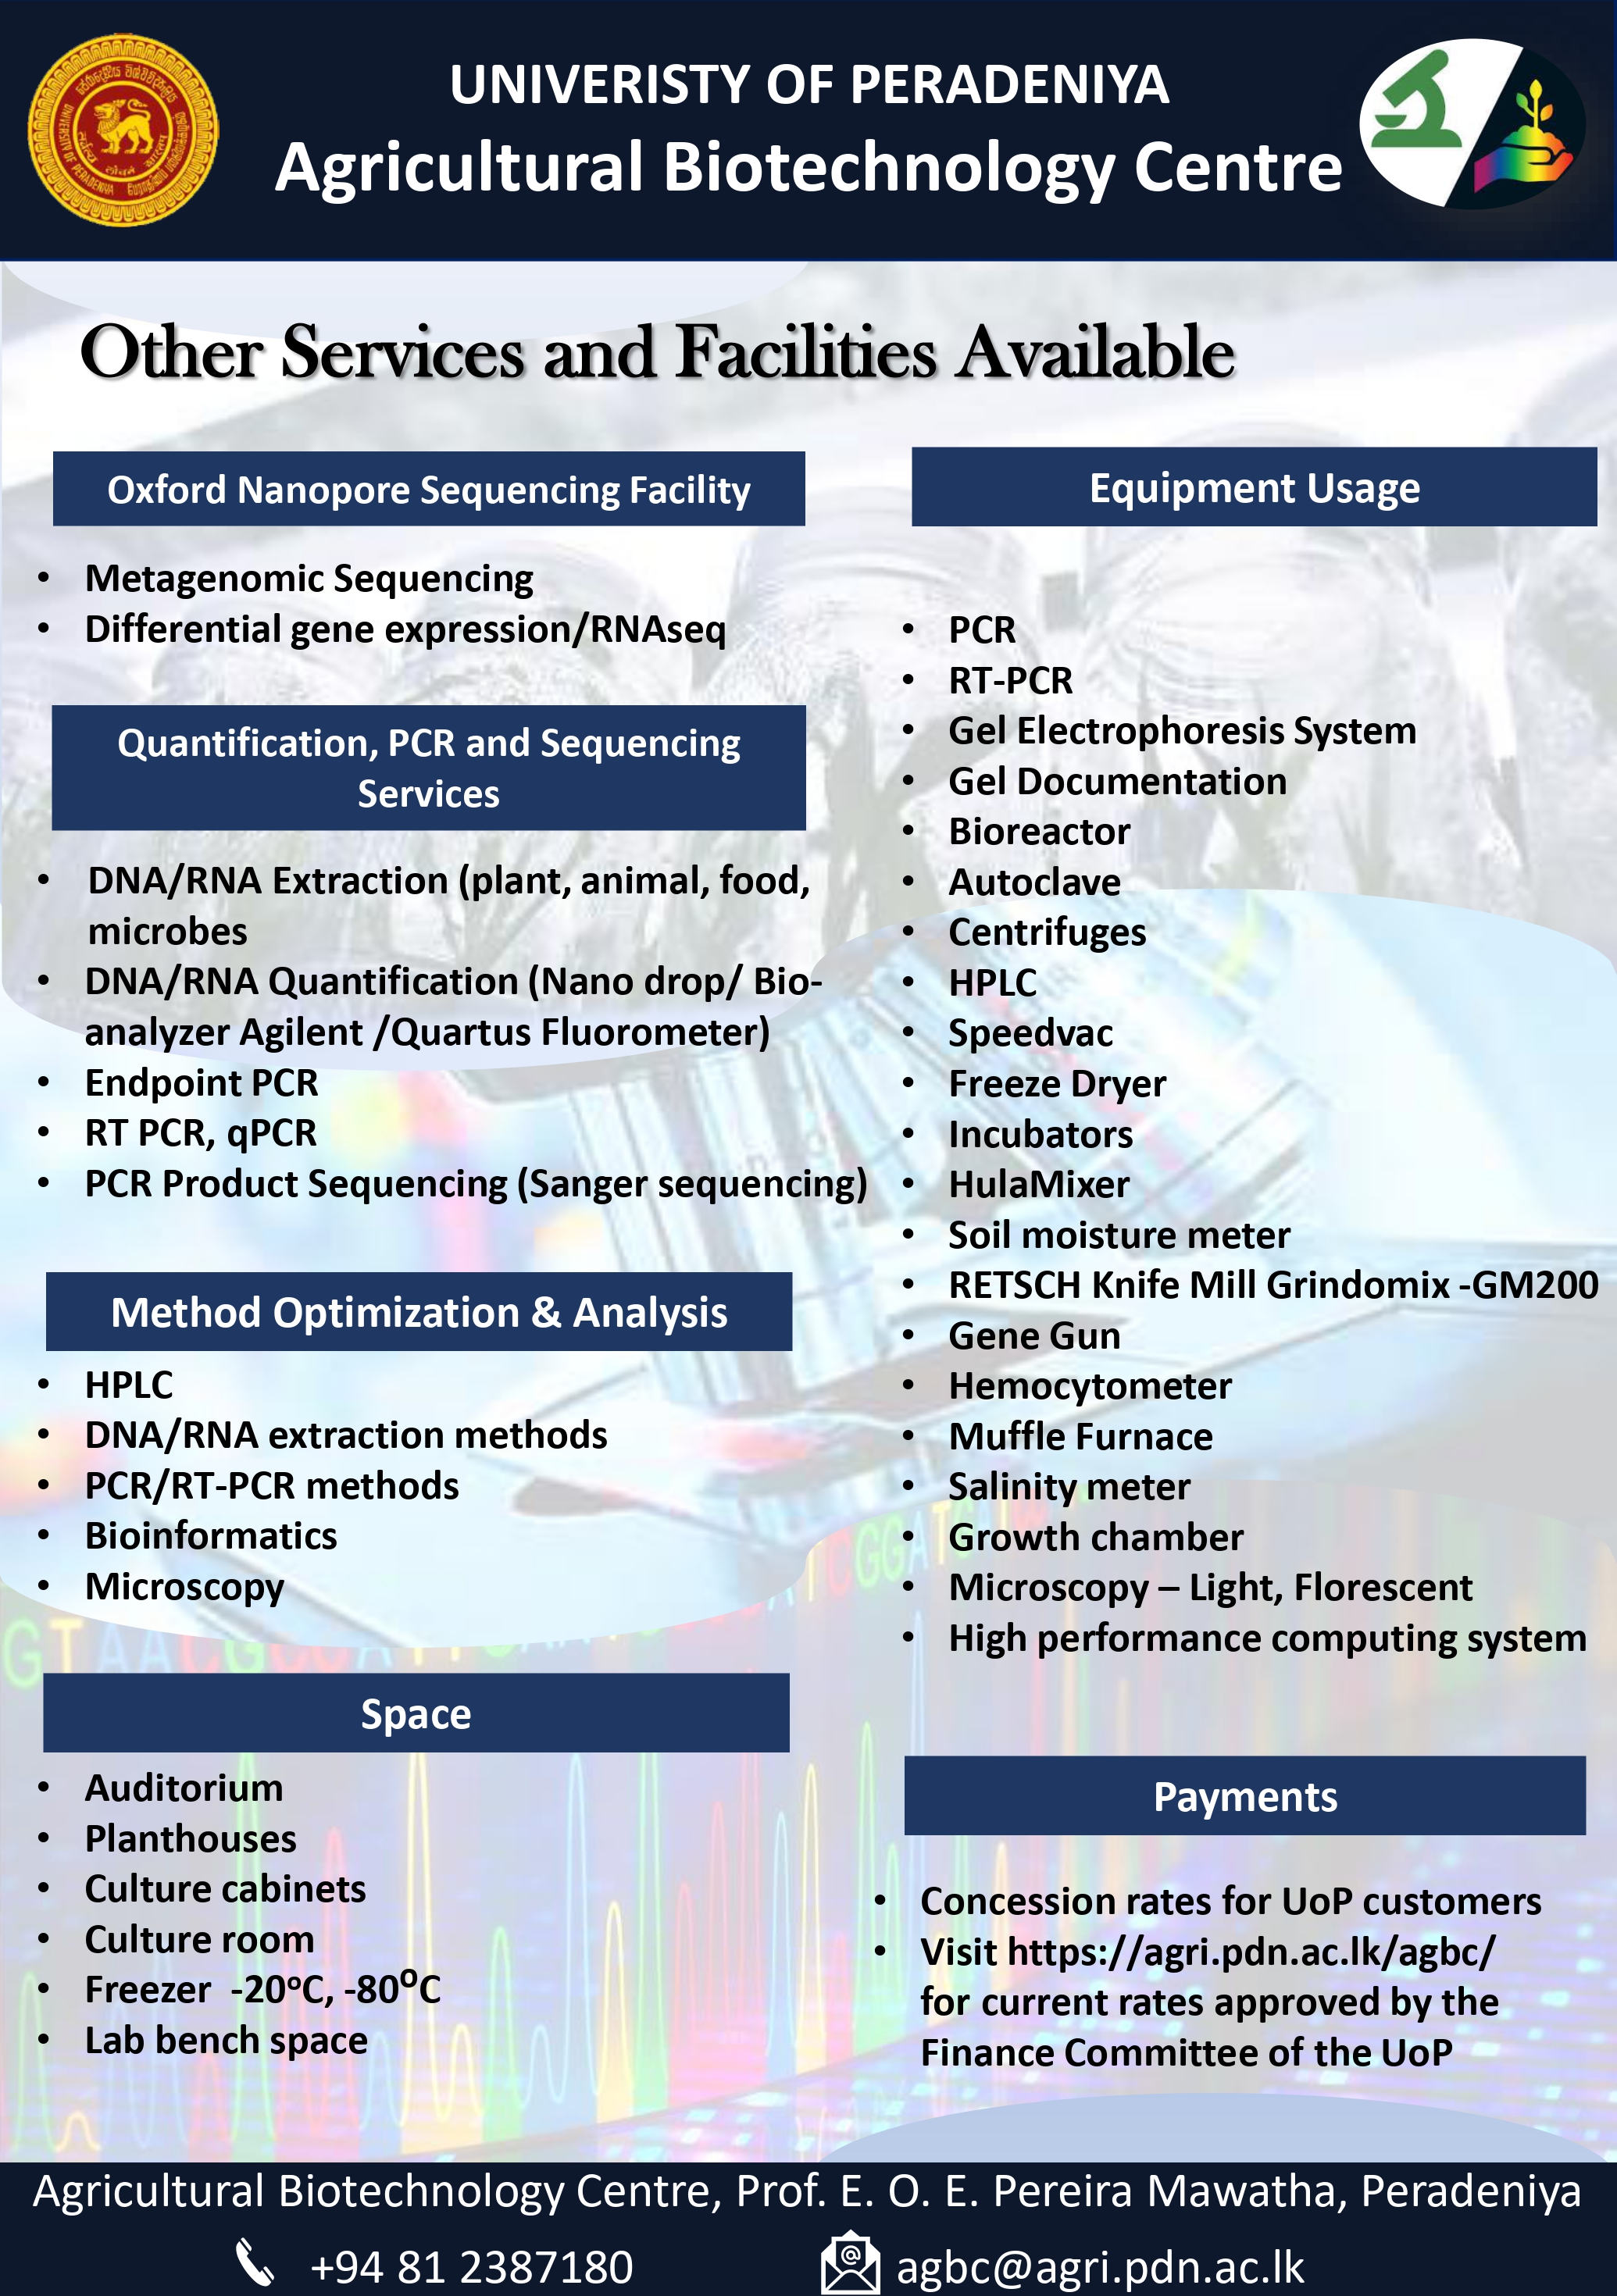 UNIVERISTY OF PERADENIYA
Agricultural Biotechnology Centre
UNIVERSITY OF PERADENIYA
Other Services and Facilities Available
Oxford Nanopore Sequencing Facility
• Metagenomic Sequencing
• Differential gene expression/RNAseq
Quantification, PCR and Sequencing
Services
• DNA/RNA Extraction (plant, animal, food,
microbes
• DNA/RNA Quantification (Nano drop/ Bio-
analyzer Agilent /Quartus Fluorometer)
• Endpoint PCR
• RT PCR, qPCR
• PCR Product Sequencing (Sanger sequencing)
Method Optimization & Analysis
• HPLC
• DNA/RNA extraction methods
• PCR/RT-PCR methods
• Bioinformatics
• Microscopy
Space
• Auditorium
• Planthouses
• Culture cabinets
• Culture room
• Freezer -20°C, -80⁰C
• Lab bench space
Equipment Usage
• PCR
• RT-PCR
• Gel Electrophoresis System
• Gel Documentation
• Bioreactor
• Autoclave
• Centrifuges
• HPLC
• Speedvac
• Freeze Dryer
• Incubators
• HulaMixer
• Soil moisture meter
• RETSCH Knife Mill Grindomix -GM200
• Gene Gun
• Hemocytometer
• Muffle Furnace
• Salinity meter
• Growth chamber
• Microscopy – Light, Florescent
• High performance computing system
Payments
• Concession rates for UoP customers
• Visit https://agri.pdn.ac.lk/agbc/
for current rates approved by the
Finance Committee of the UoP
Agricultural Biotechnology Centre, Prof. E. O. E. Pereira Mawatha, Peradeniya
+94 81 2387180
agbc@agri.pdn.ac.lk